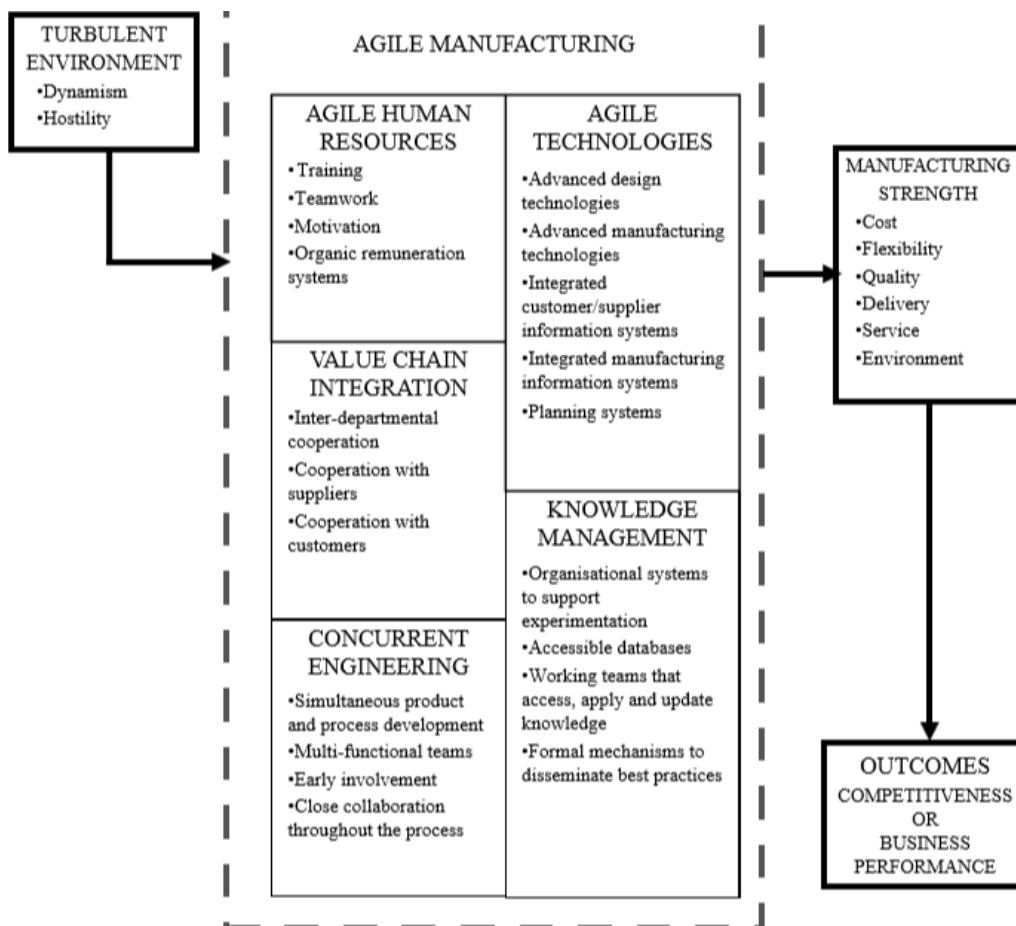 TURBULENT
ENVIRONMENT
•Dynamism
•Hostility
AGILE MANUFACTURING
AGILE HUMAN
RESOURCES
•Training
•Teamwork
•Motivation
•Organic remuneration
systems
VALUE CHAIN
INTEGRATION
•Inter-departmental
cooperation
•Cooperation with
suppliers
•Cooperation with
customers
CONCURRENT
ENGINEERING
•Simultaneous product
and process development
•Multi-functional teams
•Early involvement
•Close collaboration
throughout the process
AGILE
TECHNOLOGIES
•Advanced design
technologies
•Advanced manufacturing
technologies
•Integrated
customer/supplier
information systems
•Integrated manufacturing
information systems
•Planning systems
KNOWLEDGE
MANAGEMENT
•Organisational systems
to support
experimentation
•Accessible databases
•Working teams that
access, apply and update
knowledge
•Formal mechanisms to
disseminate best practices
MANUFACTURING
STRENGTH
•Cost
•Flexibility
•Quality
•Delivery
•Service
•Environment
OUTCOMES
COMPETITIVENESS
OR
BUSINESS
PERFORMANCE